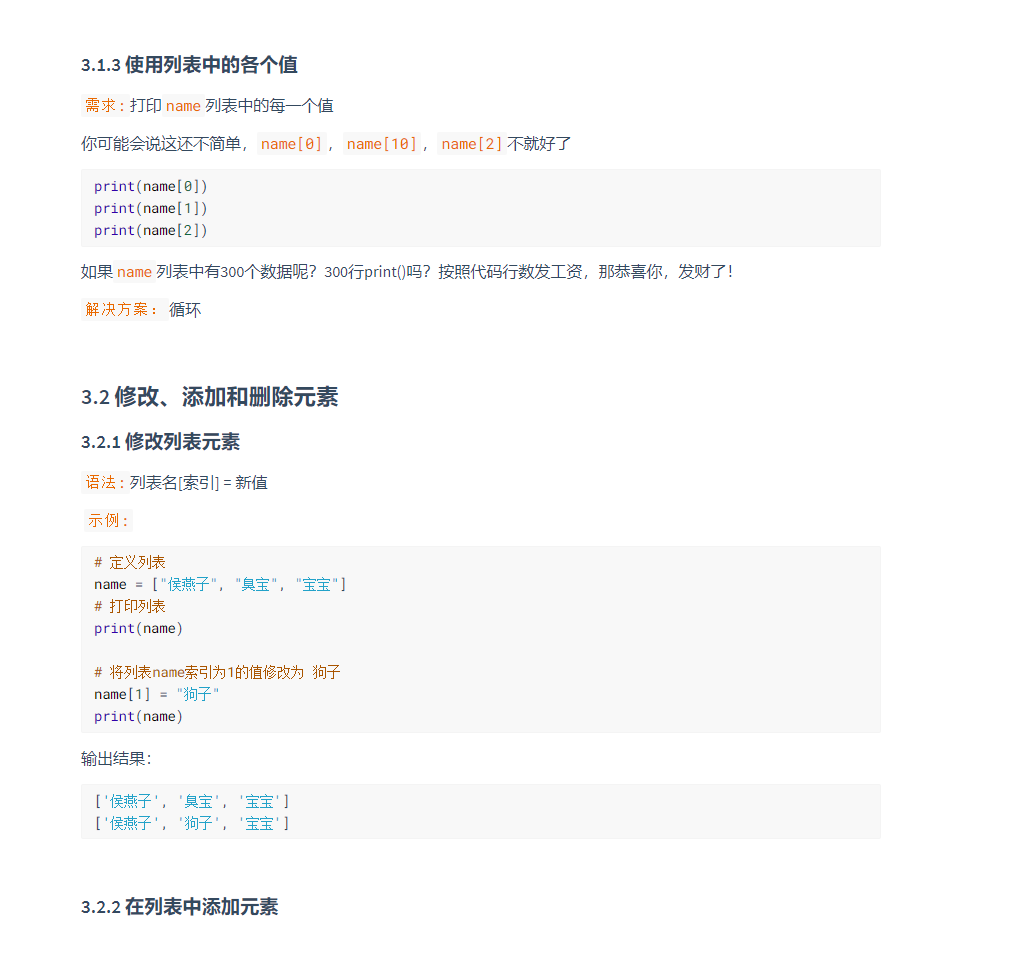 3.1.3 使用列表中的各个值
需求：打印 name 列表中的每一个值
你可能会说这还不简单，name[0]，name[10]，name[2] 不就好了
print(name[0])
print(name[1])
print(name[2])
如果 name 列表中有300个数据呢？300行print()吗？按照代码行数发工资，那恭喜你，发财了！
解决方案： 循环
3.2 修改、添加和删除元素
3.2.1 修改列表元素
语法：列表名[索引] = 新值
示例：
# 定义列表
name = ["侯燕子", "臭宝", "宝宝"]
# 打印列表
print(name)
# 将列表name索引为1的值修改为 狗子
name[1] = "狗子"
print(name)
输出结果：
['侯燕子', '臭宝', '宝宝']
['侯燕子', '狗子', '宝宝']
3.2.2 在列表中添加元素